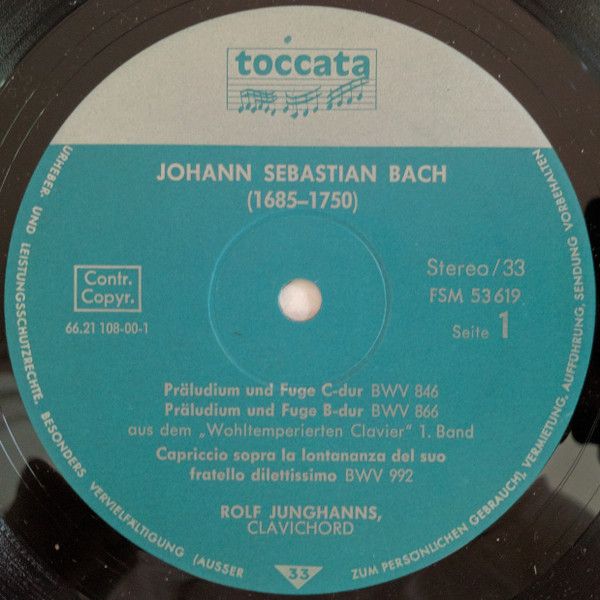 toccata
JOHANN SEBASTIAN BACH
(1685–1750)
Contr.
Copyr.
66.21 108-00-1
Stereo/33
FSM 53 619
Seite 1
Präludium und Fuge C-dur BWV 846
Präludium und Fuge B-dur BWV 866
aus dem „Wohltemperierten Clavier“ 1. Band
Capriccio sopra la lontananza del suo
fratello dilettissimo BWV 992
ROLF JUNGHANNS,
CLAVICHORD
URHEBER- UND LEISTUNGSSCHUTZRECHTE. BESONDERS VERVIELFÄLTIGUNG (AUSSER
33
ZUM PERSÖNLICHEN GEBRAUCH), VERMIETUNG, AUFFÜHRUNG, SENDUNG VORBEHALTEN